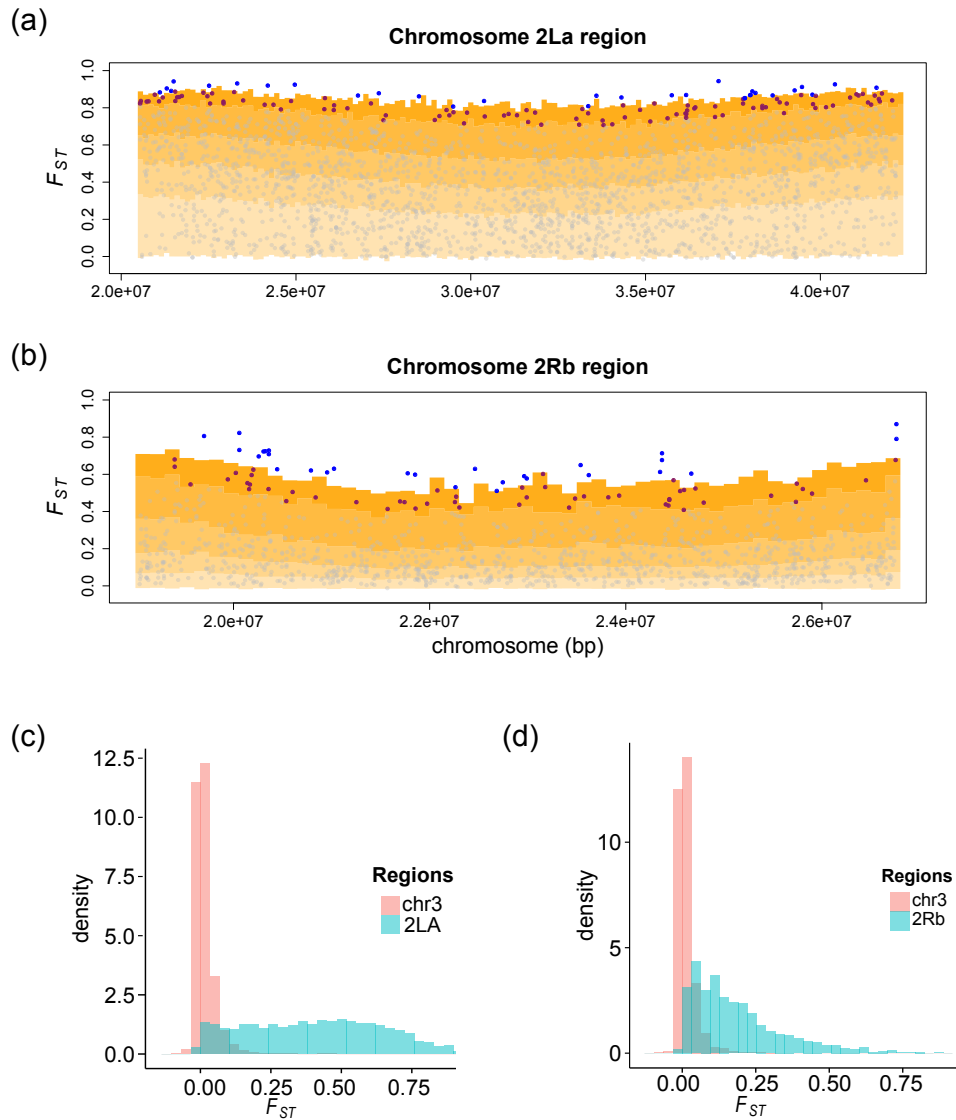 (a)
Chromosome 2La region
1.0
0.8
0.6
0.4
0.2
0.0
FST
2.0e+07 2.5e+07 3.0e+07 3.5e+07 4.0e+07
(b)
Chromosome 2Rb region
1.0
0.8
0.6
0.4
0.2
0.0
FST
2.0e+07 2.2e+07 2.4e+07 2.6e+07
chromosome (bp)
(c)
12.5
10.0
7.5
5.0
2.5
0.0
density
Regions
chr3
2LA
0.00 0.25 0.50 0.75
FST
(d)
10
5
0
density
Regions
chr3
2Rb
0.00 0.25 0.50 0.75
FST